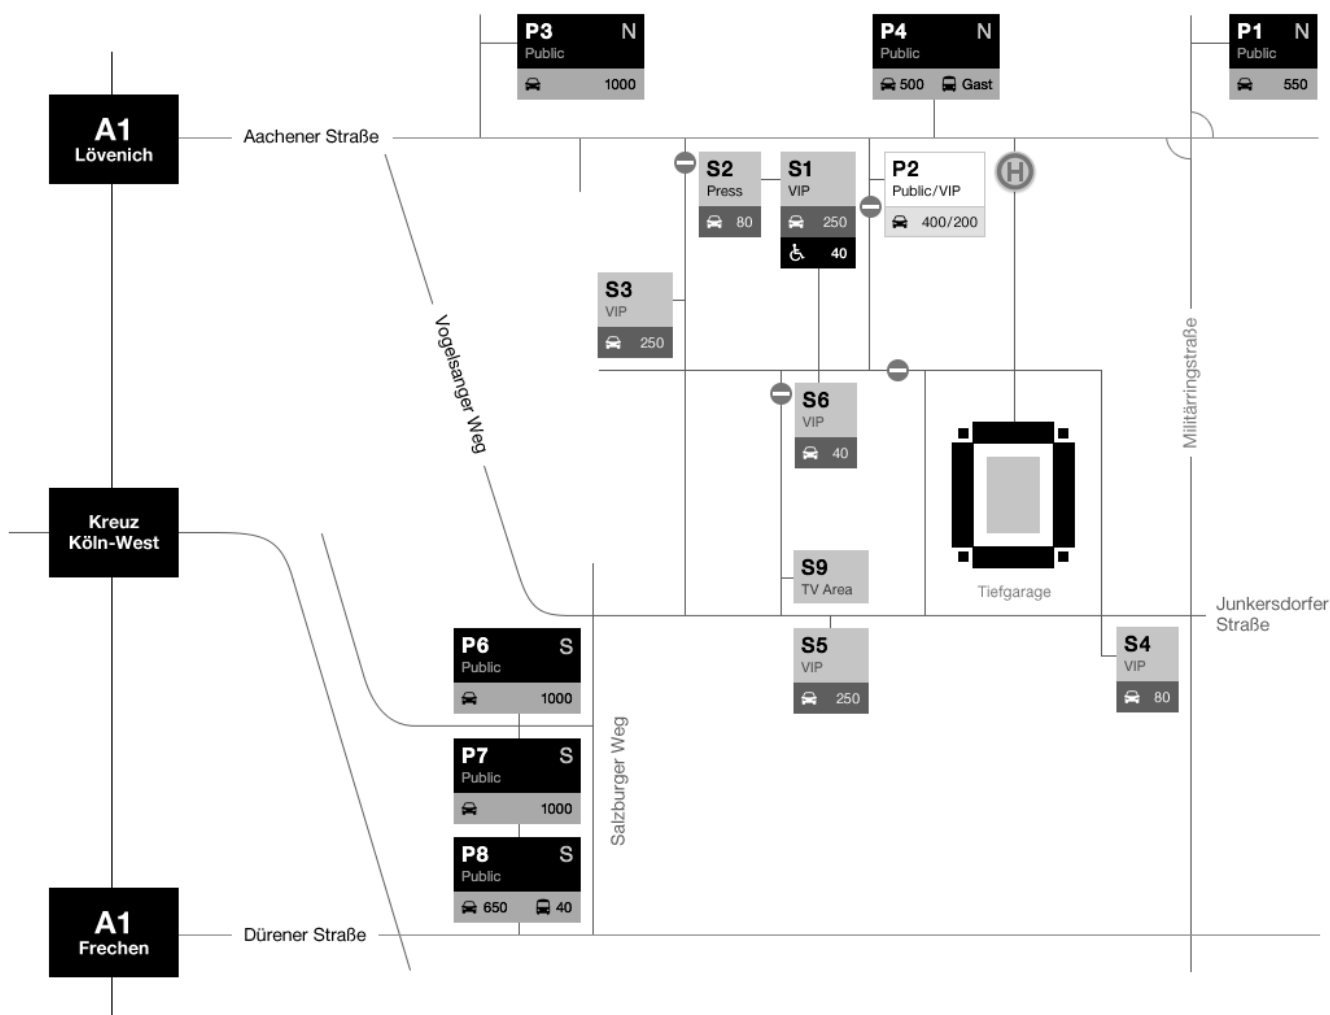 P3 N
Public
1000
P4 N
Public
500 Gast
P1 N
Public
550
A1
Lövenich
Aachener Straße
S2
Press
80
S1
VIP
250
40
P2
Public/VIP
400/200
H
S3
VIP
250
Vogelsanger Weg
Militärringstraße
S6
VIP
40
Kreuz
Köln-West
S9
TV Area
Tiefgarage
Junkersdorfer
Straße
P6 S
Public
1000
S5
VIP
250
S4
VIP
80
P7 S
Public
1000
Salzburger Weg
P8 S
Public
650 40
A1
Frechen
Dürener Straße